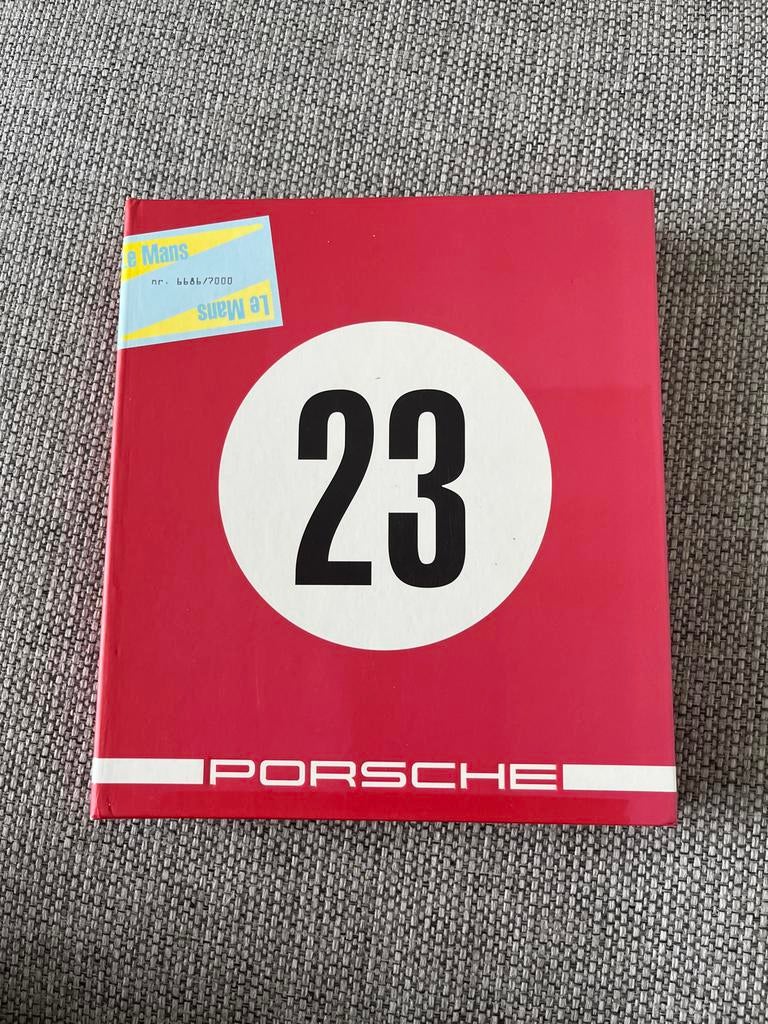 e Mans
nr. 6686/7000
Le Mans
23
PORSCHE